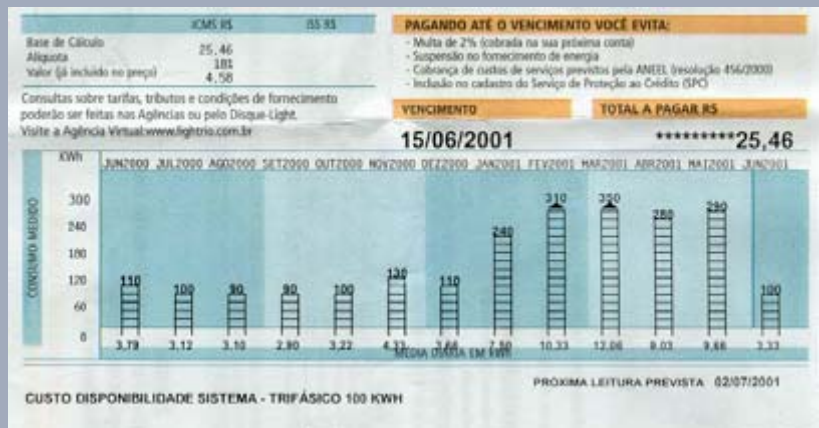 ICMS R$ ISS R$
Base de Cálculo 25,46
Alíquota 18%
Valor (já incluído no preço) 4,58
Consultas sobre tarifas, tributos e condições de fornecimento
poderão ser feitas nas Agências ou pelo Disque-Light.
Visite a Agência Virtual:www.lightrio.com.br
PAGANDO ATÉ O VENCIMENTO VOCÊ EVITA:
- Multa de 2% (cobrada na sua próxima conta)
- Suspensão no fornecimento de energia
- Cobrança de custos de serviços previstos pela ANEEL (resolução 456/2000)
- Inclusão no cadastro do Serviço de Proteção ao Crédito (SPC)
VENCIMENTO TOTAL A PAGAR R$
15/06/2001 *********25,46
KWh JUN2000 JUL2000 AGO2000 SET2000 OUT2000 NOV2000 DEZ2000 JAN2001 FEV2001 MAR2001 ABR2001 MAI2001 JUN2001
CONSUMO MEDIDO
300
240
180
120
60
0
110 100 90 90 100 130 110 240 310 350 280 290 100
3,79 3,12 3,10 2,80 3,22 4,33 3,66 7,50 10,33 12,06 9,03 9,66 3,33
MÉDIA DIÁRIA EM KWh
PRÓXIMA LEITURA PREVISTA 02/07/2001
CUSTO DISPONIBILIDADE SISTEMA - TRIFÁSICO 100 KWH